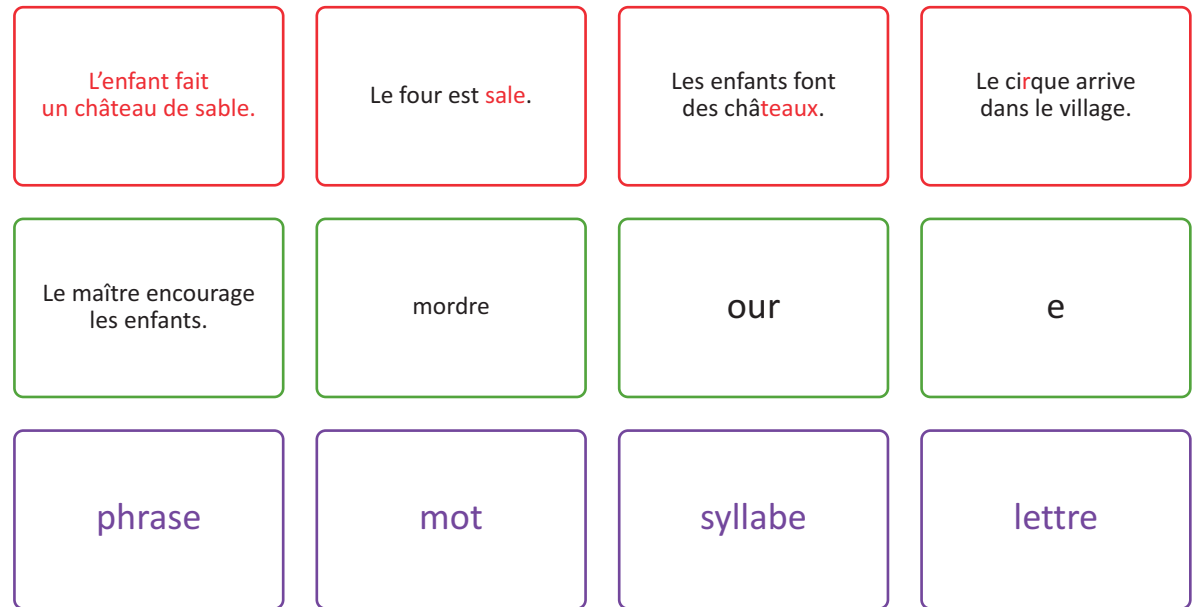 L’enfant fait
un château de sable.
Le four est sale.
Les enfants font
des châteaux.
Le cirque arrive
dans le village.
Le maître encourage
les enfants.
mordre
our
e
phrase
mot
syllabe
lettre